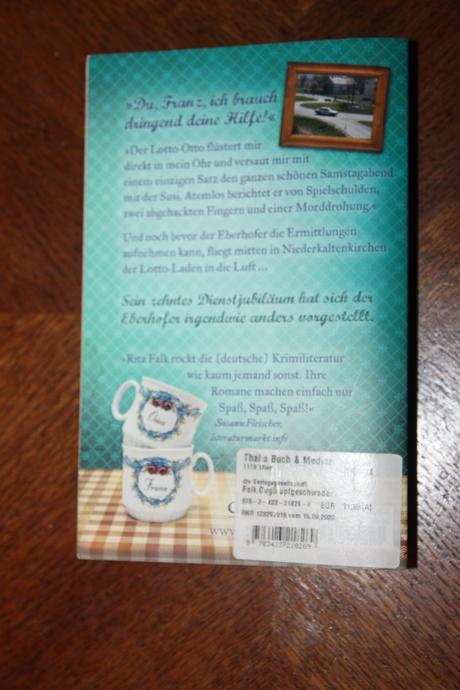 »Du, Franz, ich brauch
dringend deine Hilfe!«
»Der Lotto-Otto flüstert mir
direkt in mein Ohr und versaut mir mit
einem einzigen Satz den ganzen schönen Samstagabend
mit der Susi. Atemlos berichtet er von Spielschulden,
zwei abgehackten Fingern und einer Morddrohung.«
Und noch bevor der Eberhofer die Ermittlungen
aufnehmen kann, fliegt mitten in Niederkaltenkirchen
der Lotto-Laden in die Luft ...
Sein zehntes Dienstjubiläum hat sich der
Eberhofer irgendwie anders vorgestellt.
»Rita Falk rockt die (deutsche) Krimiliteratur
wie kaum jemand sonst. Ihre
Romane machen einfach nur
Spaß, Spaß, Spaß!«
Susann Fleischer,
literaturmarkt.info
Oma
Franz
Thalia Buch & Medien
dtv Verlagsgesellschaft
EUR
vom
www